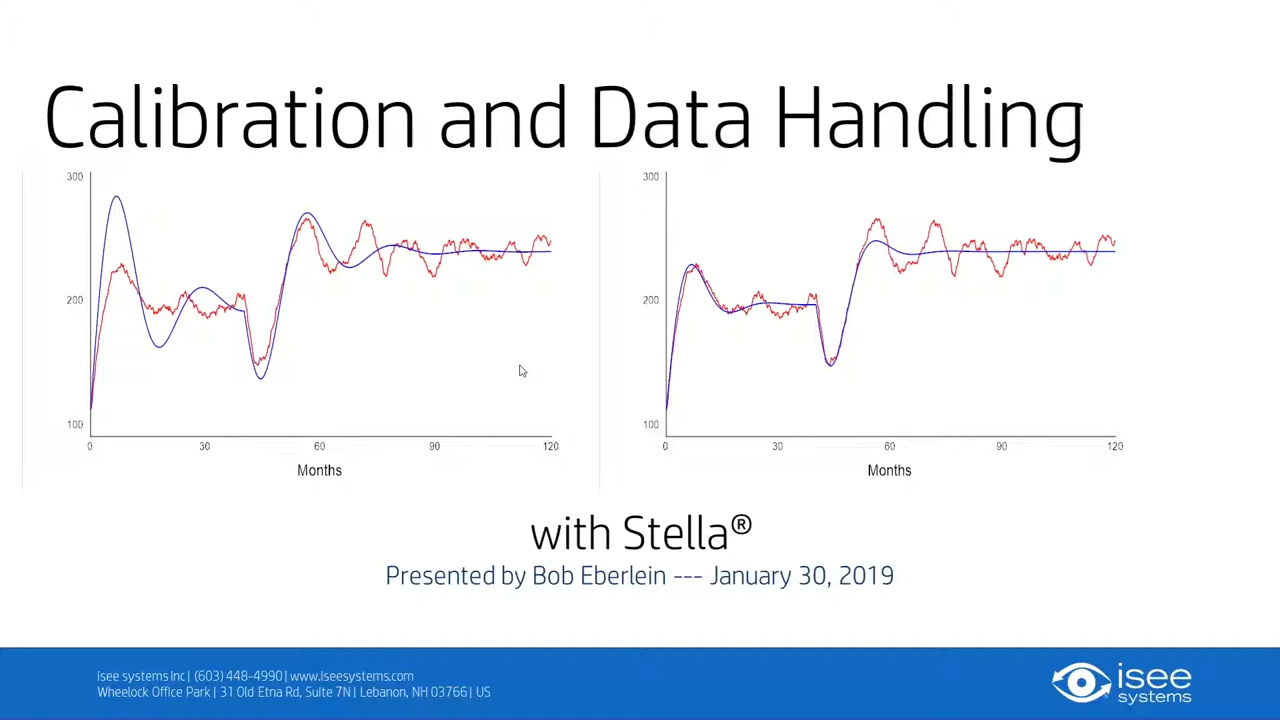 Calibration and Data Handling
300
200
100
0 30 60 90 120
Months
300
200
100
0 30 60 90 120
Months
with Stella®
Presented by Bob Eberlein --- January 30, 2019
isee systems inc | (603) 448-4990 | www.iseesystems.com
Wheelock Office Park | 31 Old Etna Rd, Suite 7N | Lebanon, NH 03766 | US
isee
systems